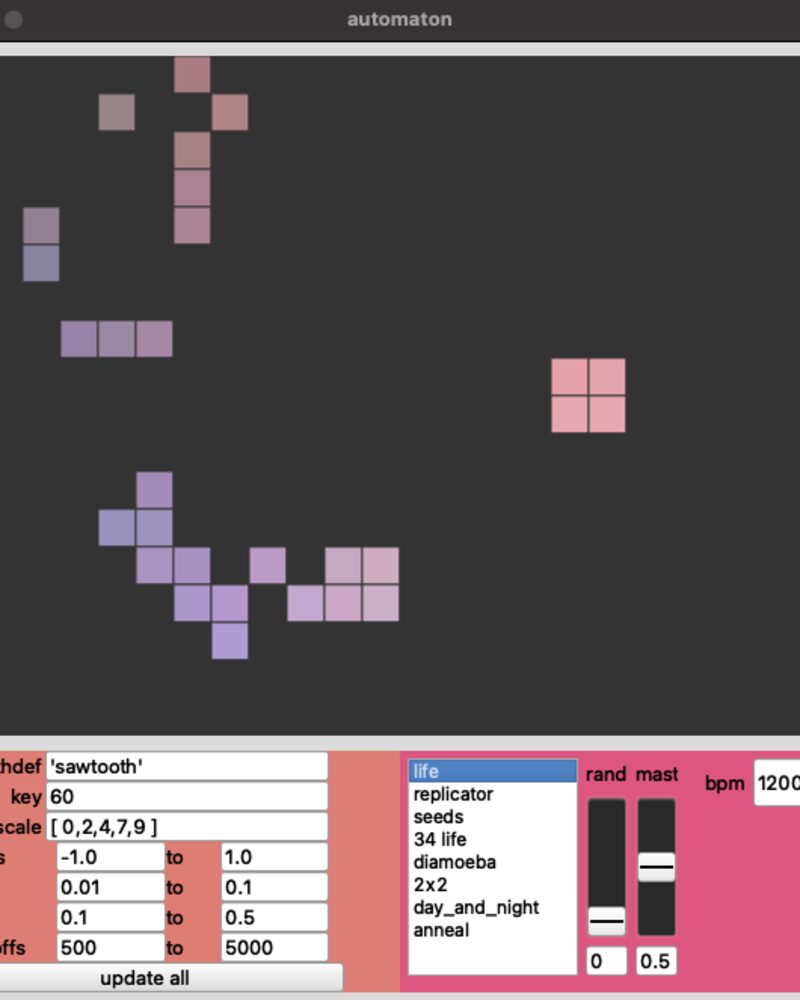 automaton
thdef 'sawtooth'
key 60
scale [ 0,2,4,7,9 ]
s -1.0 to 1.0
0.01 to 0.1
0.1 to 0.5
offs 500 to 5000
update all
life
replicator
seeds
34 life
diamoeba
2x2
day_and_night
anneal
rand mast
0 0.5
bpm 1200